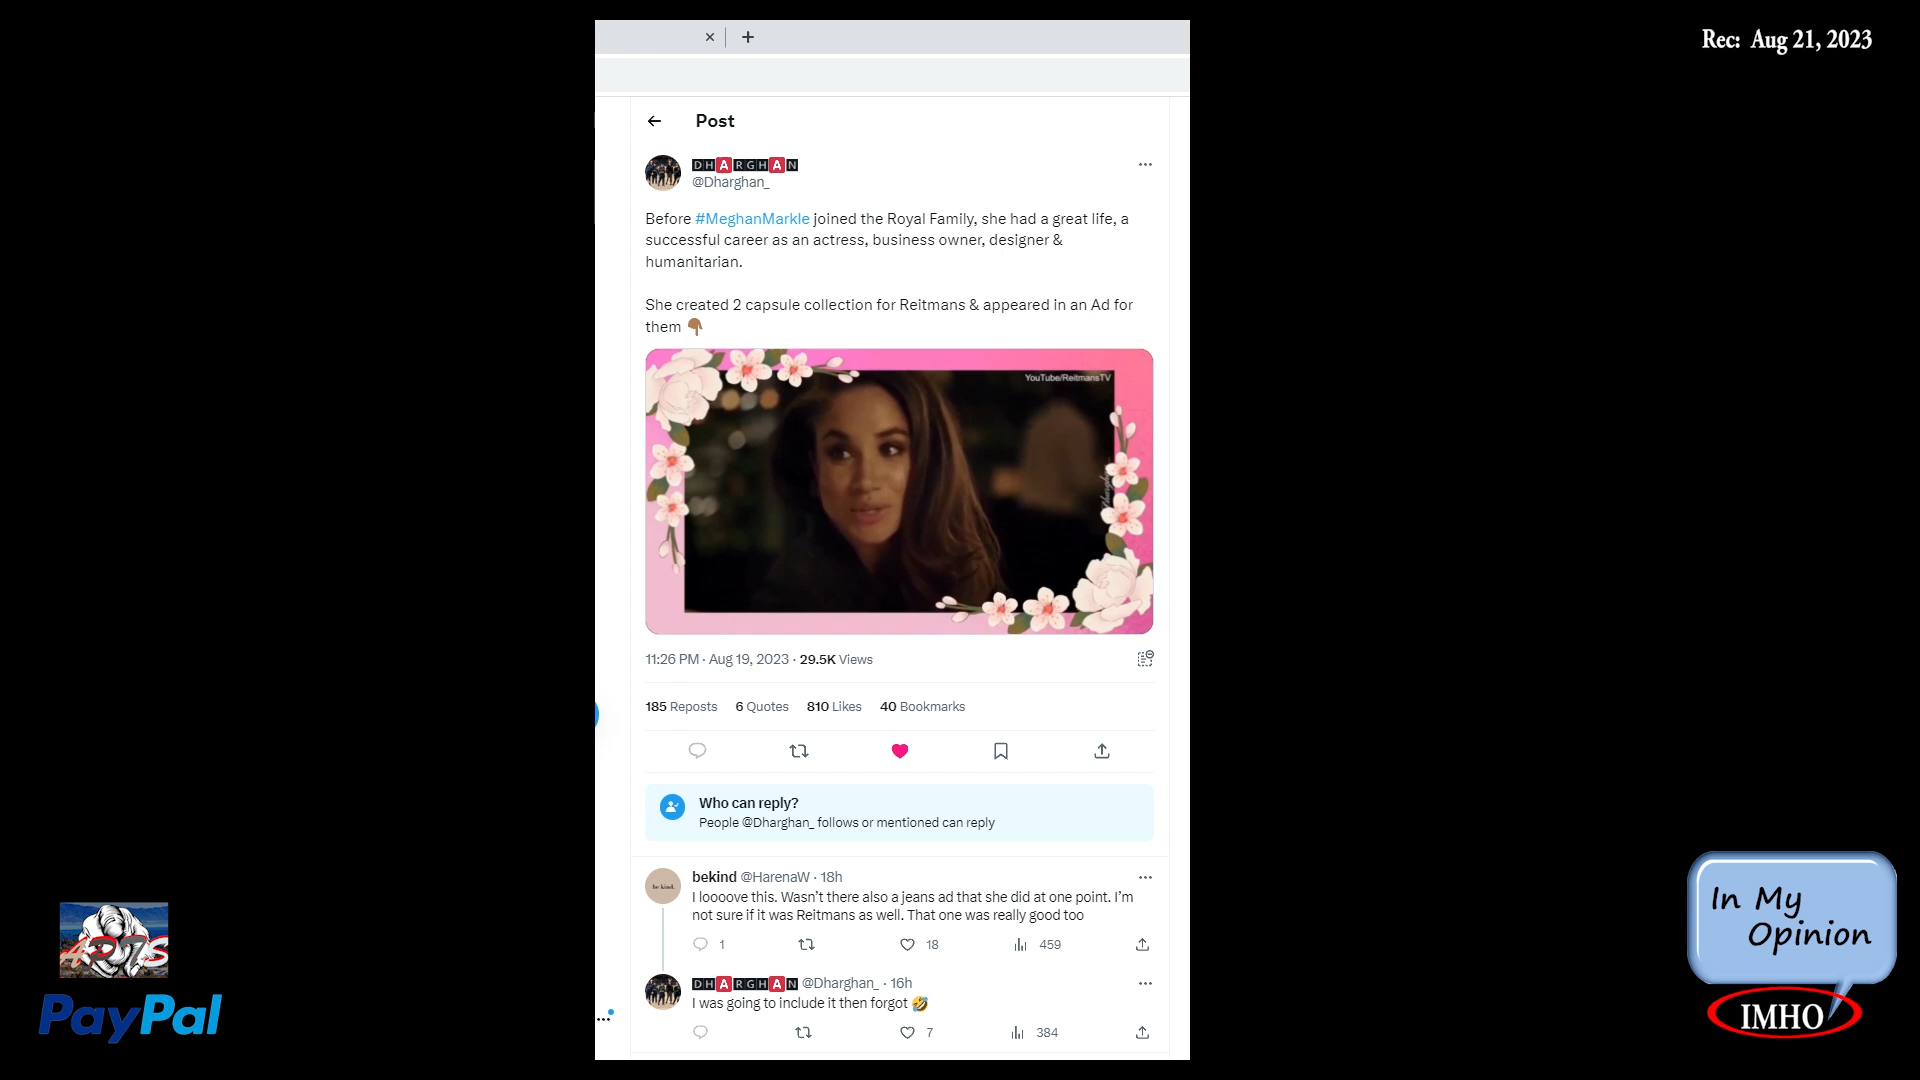 Rec: Aug 21, 2023
Post
DHARGHAN
@Dharghan_
Before #MeghanMarkle joined the Royal Family, she had a great life, a
successful career as an actress, business owner, designer &
humanitarian.
She created 2 capsule collection for Reitmans & appeared in an Ad for
them 👇🏾
YouTube/ReitmansTV
Dharghan_
11:26 PM · Aug 19, 2023 · 29.5K Views
185 Reposts 6 Quotes 810 Likes 40 Bookmarks
Who can reply?
People @Dharghan_ follows or mentioned can reply
be kind.
bekind @HarenaW · 18h
I loooove this. Wasn't there also a jeans ad that she did at one point. I'm
not sure if it was Reitmans as well. That one was really good too
1 18 459
DHARGHAN @Dharghan_ · 16h
I was going to include it then forgot 🤣
7 384
PayPal
In My
Opinion
IMHO